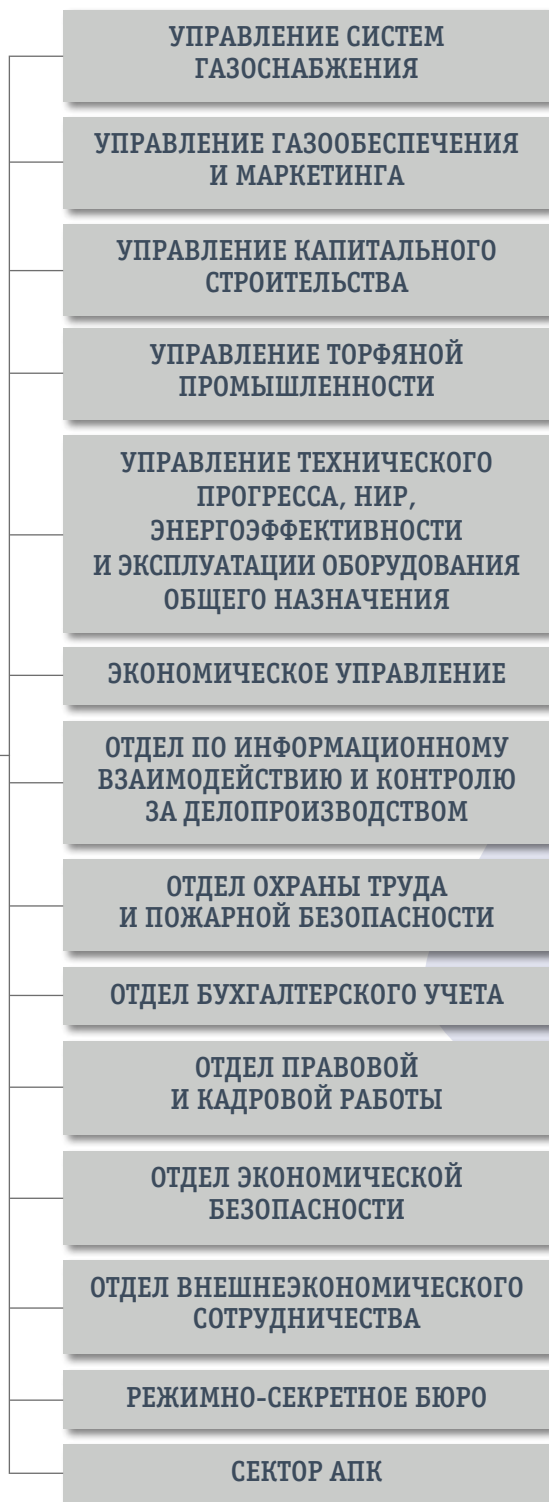 УПРАВЛЕНИЕ СИСТЕМ
ГАЗОСНАБЖЕНИЯ
УПРАВЛЕНИЕ ГАЗООБЕСПЕЧЕНИЯ
И МАРКЕТИНГА
УПРАВЛЕНИЕ КАПИТАЛЬНОГО
СТРОИТЕЛЬСТВА
УПРАВЛЕНИЕ ТОРФЯНОЙ
ПРОМЫШЛЕННОСТИ
УПРАВЛЕНИЕ ТЕХНИЧЕСКОГО
ПРОГРЕССА, НИР,
ЭНЕРГОЭФФЕКТИВНОСТИ
И ЭКСПЛУАТАЦИИ ОБОРУДОВАНИЯ
ОБЩЕГО НАЗНАЧЕНИЯ
ЭКОНОМИЧЕСКОЕ УПРАВЛЕНИЕ
ОТДЕЛ ПО ИНФОРМАЦИОННОМУ
ВЗАИМОДЕЙСТВИЮ И КОНТРОЛЮ
ЗА ДЕЛОПРОИЗВОДСТВОМ
ОТДЕЛ ОХРАНЫ ТРУДА
И ПОЖАРНОЙ БЕЗОПАСНОСТИ
ОТДЕЛ БУХГАЛТЕРСКОГО УЧЕТА
ОТДЕЛ ПРАВОВОЙ
И КАДРОВОЙ РАБОТЫ
ОТДЕЛ ЭКОНОМИЧЕСКОЙ
БЕЗОПАСНОСТИ
ОТДЕЛ ВНЕШНЕЭКОНОМИЧЕСКОГО
СОТРУДНИЧЕСТВА
РЕЖИМНО-СЕКРЕТНОЕ БЮРО
СЕКТОР АПК